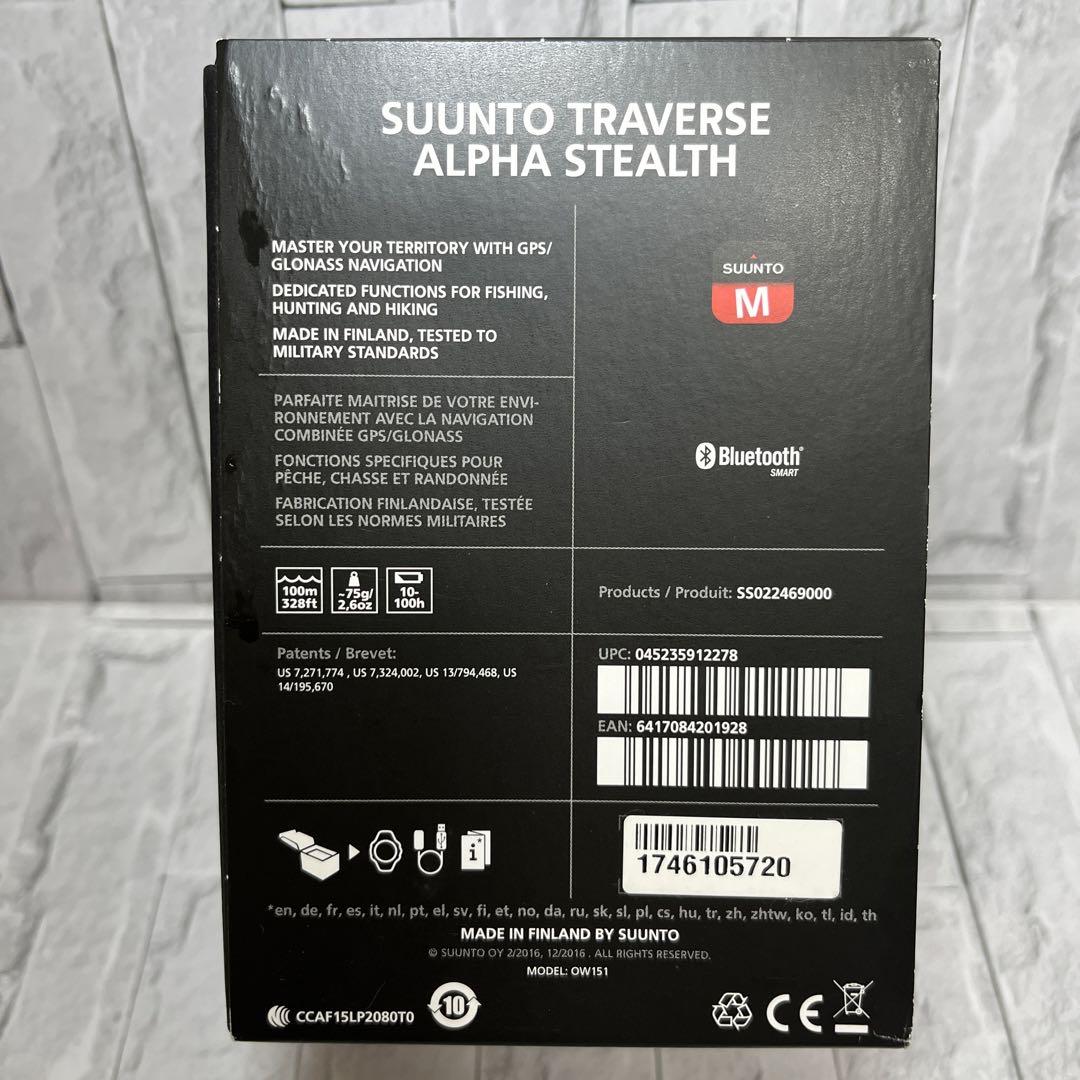 SUUNTO TRAVERSE
ALPHA STEALTH
MASTER YOUR TERRITORY WITH GPS/
GLONASS NAVIGATION
DEDICATED FUNCTIONS FOR FISHING,
HUNTING AND HIKING
MADE IN FINLAND, TESTED TO
MILITARY STANDARDS
PARFAITE MAITRISE DE VOTRE ENVI-
RONNEMENT AVEC LA NAVIGATION
COMBINÉE GPS/GLONASS
FONCTIONS SPECIFIQUES POUR
PÊCHE, CHASSE ET RANDONNÉE
FABRICATION FINLANDAISE, TESTÉE
SELON LES NORMES MILITAIRES
SUUNTO
M
Bluetooth®
SMART
100m
328ft
~75g/
2,6oz
10-
100h
Products / Produit: SS022469000
Patents / Brevet:
US 7,271,774 , US 7,324,002, US 13/794,468, US
14/195,670
UPC: 045235912278
EAN: 6417084201928
i*
1746105720
*en, de, fr, es, it, nl, pt, el, sv, fi, et, no, da, ru, sk, sl, pl, cs, hu, tr, zh, zhtw, ko, tl, id, th
MADE IN FINLAND BY SUUNTO
© SUUNTO OY 2/2016, 12/2016 . ALL RIGHTS RESERVED.
MODEL: OW151
CCAF15LP2080T0
10
CE